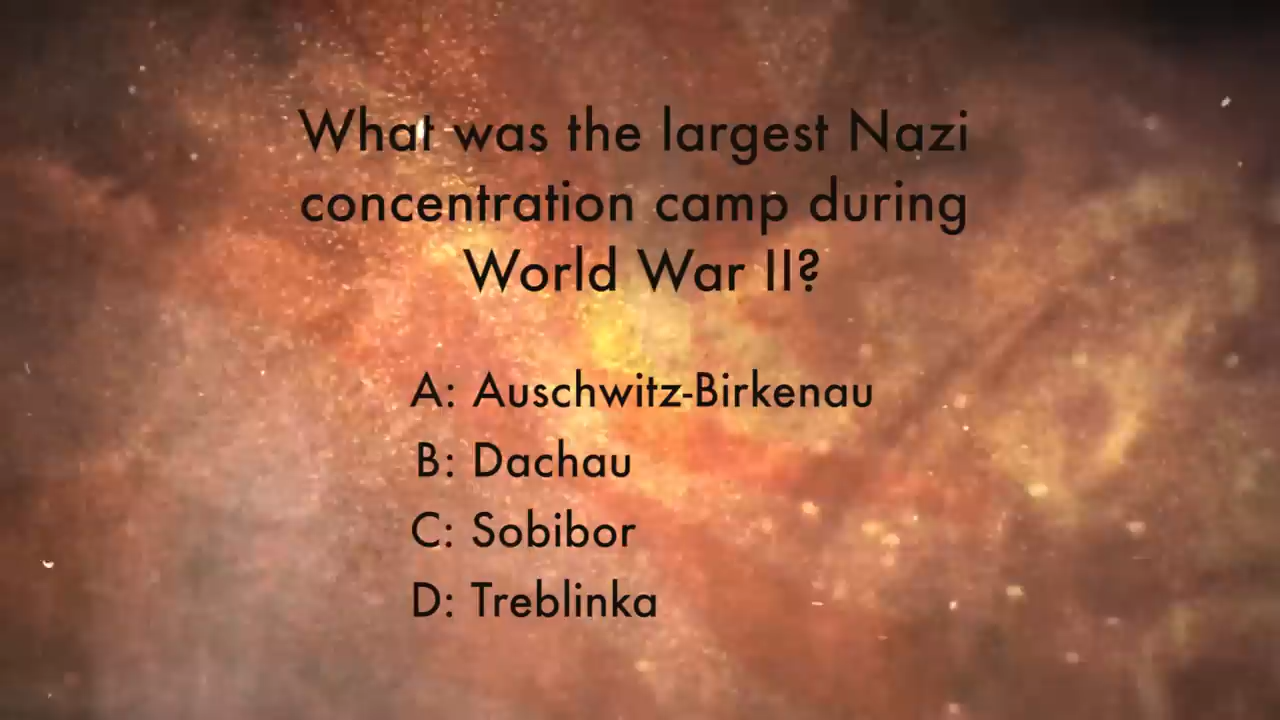 What was the largest Nazi
concentration camp during
World War II?
A: Auschwitz-Birkenau
B: Dachau
C: Sobibor
D: Treblinka